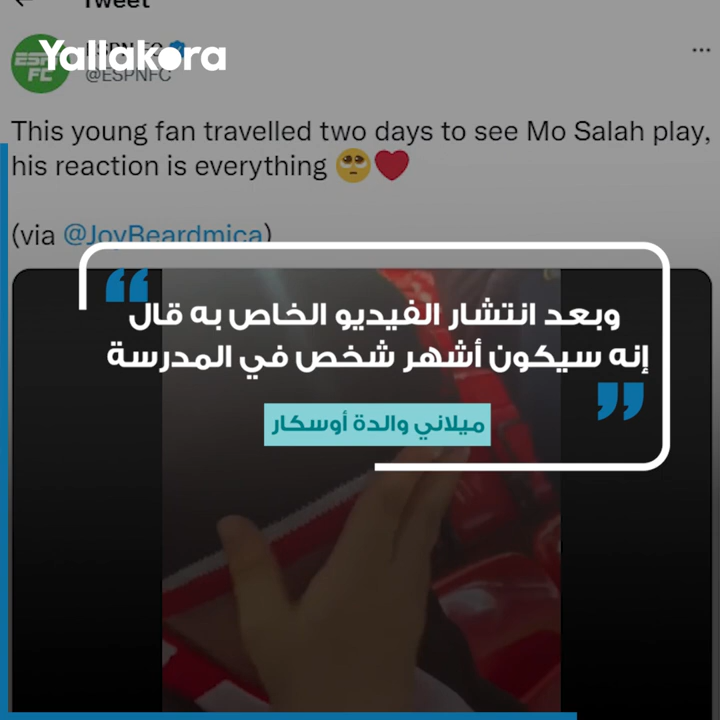 Tweet
Yallakora
ESPN FC
@ESPNFC
This young fan travelled two days to see Mo Salah play,
his reaction is everything 🥺❤️
(via @JoyBeardmica)
وبعد انتشار الفيديو الخاص به قال
إنه سيكون أشهر شخص في المدرسة
ميلاني والدة أوسكار